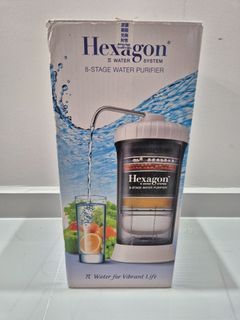 Hexagon®
π WATER SYSTEM
8-STAGE WATER PURIFIER
Hexagon
8-STAGE WATER PURIFIER
π Water for Vibrant Life